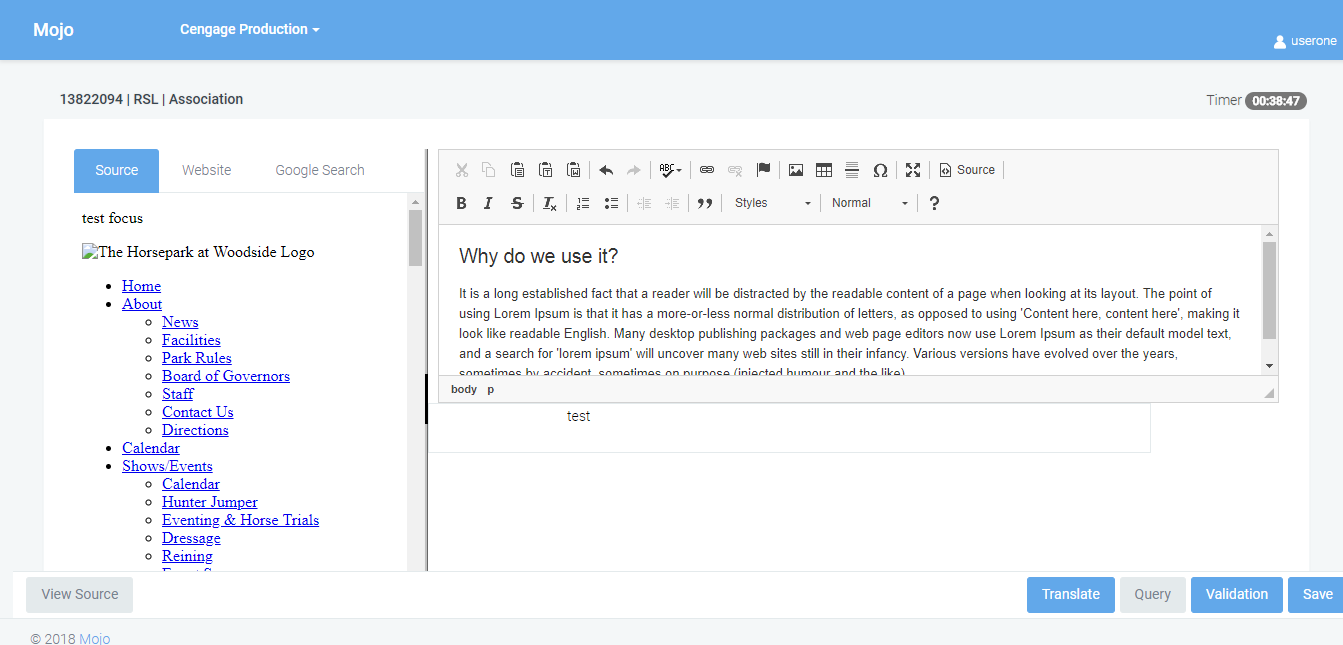 Mojo
Cengage Production
userone
13822094 | RSL | Association
Timer 00:38:47
Source
Website
Google Search
test focus
The Horsepark at Woodside Logo
Home
About
News
Facilities
Park Rules
Board of Governors
Staff
Contact Us
Directions
Calendar
Shows/Events
Calendar
Hunter Jumper
Eventing & Horse Trials
Dressage
Reining
ABC
Source
B I S Ix
Styles
Normal
?
Why do we use it?
It is a long established fact that a reader will be distracted by the readable content of a page when looking at its layout. The point of
using Lorem Ipsum is that it has a more-or-less normal distribution of letters, as opposed to using 'Content here, content here', making it
look like readable English. Many desktop publishing packages and web page editors now use Lorem Ipsum as their default model text,
and a search for 'lorem ipsum' will uncover many web sites still in their infancy. Various versions have evolved over the years,
sometimes by accident, sometimes on purpose (injected humour and the like).
body p
test
View Source
Translate
Query
Validation
Save
© 2018 Mojo